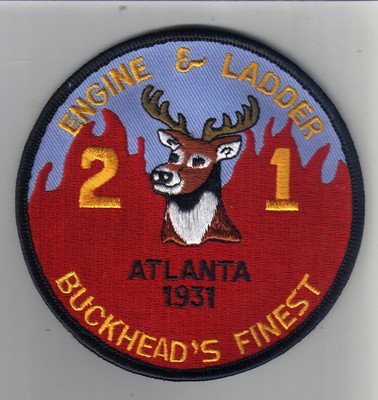 ENGINE & LADDER
2 1
ATLANTA
1931
BUCKHEAD'S FINEST